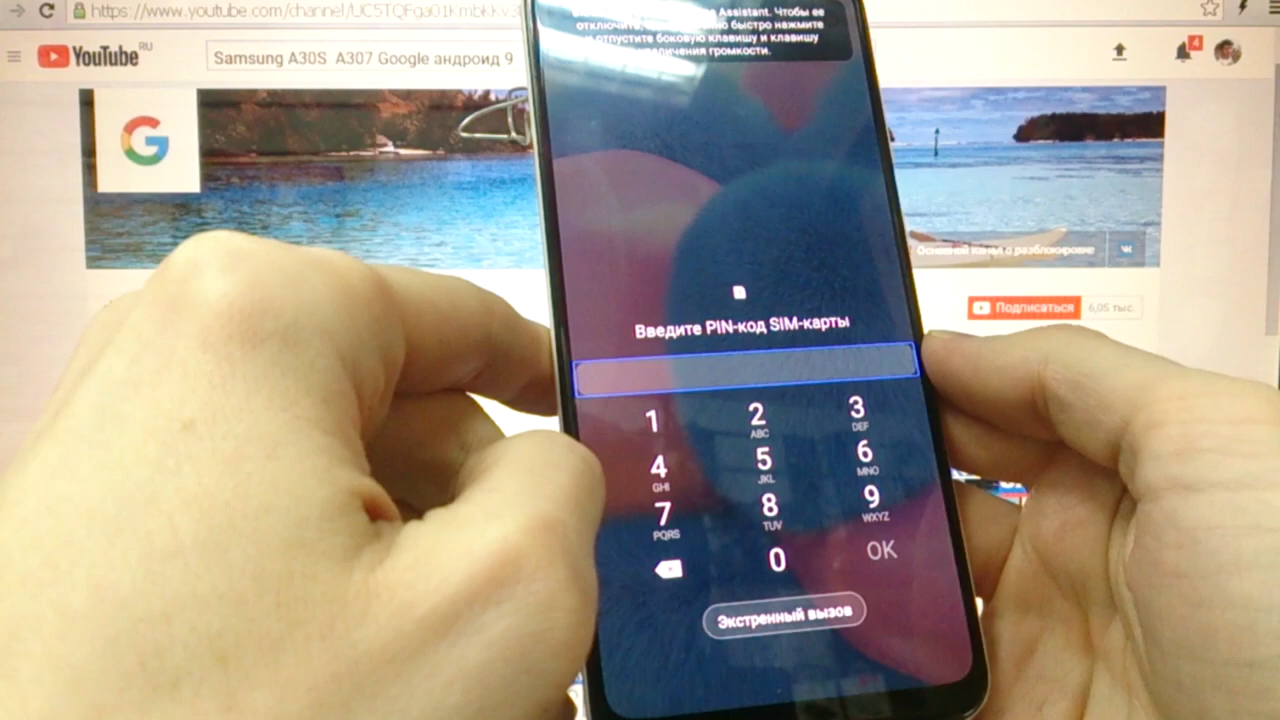 https://www.youtube.com/channel/UC5TQFga01Kmbkkv3
YouTube RU
Samsung A30S A307 Google андроид 9
4
Основной канал о разблокировке
Подписаться 6,05 тыс.
Assistant. Чтобы ее
отключить, быстро нажмите
и отпустите боковую клавишу и клавишу
увеличения громкости.
Введите PIN-код SIM-карты
1 2 ABC 3 DEF
4 GHI 5 JKL 6 MNO
7 PQRS 8 TUV 9 WXYZ
0 OK
Экстренный вызов